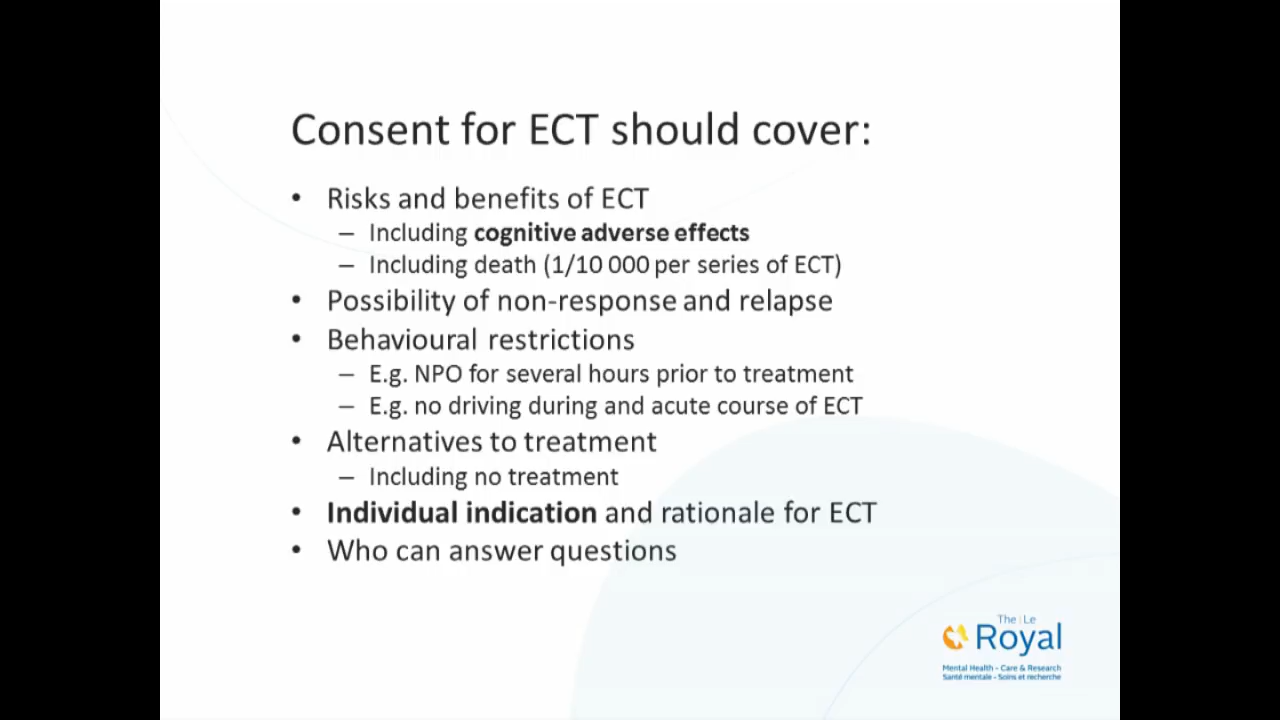 Consent for ECT should cover:
• Risks and benefits of ECT
– Including cognitive adverse effects
– Including death (1/10 000 per series of ECT)
• Possibility of non-response and relapse
• Behavioural restrictions
– E.g. NPO for several hours prior to treatment
– E.g. no driving during and acute course of ECT
• Alternatives to treatment
– Including no treatment
• Individual indication and rationale for ECT
• Who can answer questions
The | Le
Royal
Mental Health - Care & Research
Santé mentale - Soins et recherche